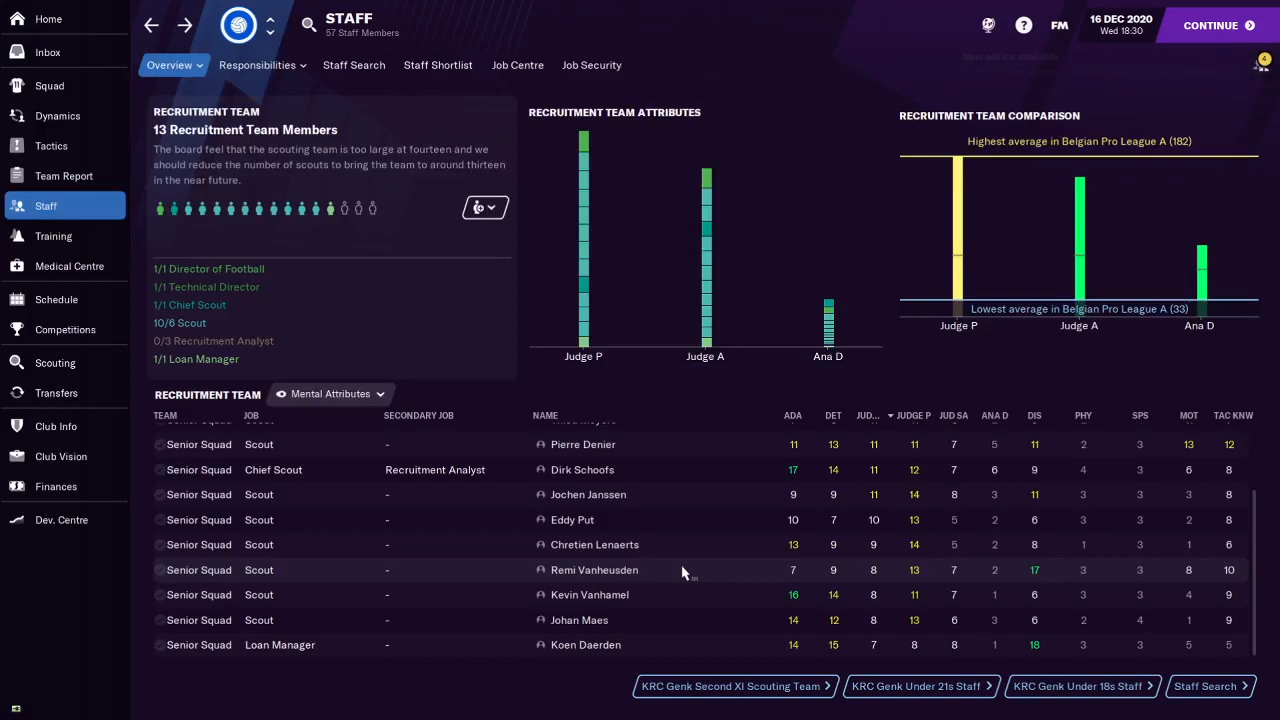 Home
STAFF
57 Staff Members
FM
16 DEC 2020
Wed 18:30
CONTINUE
Inbox
Overview Responsibilities Staff Search Staff Shortlist Job Centre Job Security
New advice available
4
Squad
Dynamics
Tactics
Team Report
Staff
Training
Medical Centre
Schedule
Competitions
Scouting
Transfers
Club Info
Club Vision
Finances
Dev. Centre
RECRUITMENT TEAM
13 Recruitment Team Members
The board feel that the scouting team is too large at fourteen and we
should reduce the number of scouts to bring the team to around thirteen
in the near future.
1/1 Director of Football
1/1 Technical Director
1/1 Chief Scout
10/6 Scout
0/3 Recruitment Analyst
1/1 Loan Manager
RECRUITMENT TEAM ATTRIBUTES
Judge P Judge A Ana D
RECRUITMENT TEAM COMPARISON
Highest average in Belgian Pro League A (182)
Lowest average in Belgian Pro League A (33)
Judge P Judge A Ana D
RECRUITMENT TEAM Mental Attributes
TEAM JOB SECONDARY JOB NAME ADA DET JUD... JUDGE P JUD SA ANA D DIS PHY SPS MOT TAC KNW
Senior Squad Scout -
Senior Squad Scout - Pierre Denier 11 13 11 11 7 5 11 2 3 13 12
Senior Squad Chief Scout Recruitment Analyst Dirk Schoofs 17 14 11 12 7 6 9 4 3 6 8
Senior Squad Scout - Jochen Janssen 9 9 11 14 8 3 11 3 3 3 8
Senior Squad Scout - Eddy Put 10 7 10 13 5 2 6 3 3 2 8
Senior Squad Scout - Chretien Lenaerts 13 9 9 14 5 2 8 1 3 1 6
Senior Squad Scout - Remi Vanheusden 7 9 8 13 7 2 17 3 3 8 10
Senior Squad Scout - Kevin Vanhamel 16 14 8 11 7 1 6 3 3 4 9
Senior Squad Scout - Johan Maes 14 12 8 13 6 3 6 2 4 1 9
Senior Squad Loan Manager - Koen Daerden 14 15 7 8 8 1 18 3 3 5 5
KRC Genk Second XI Scouting Team KRC Genk Under 21s Staff KRC Genk Under 18s Staff Staff Search